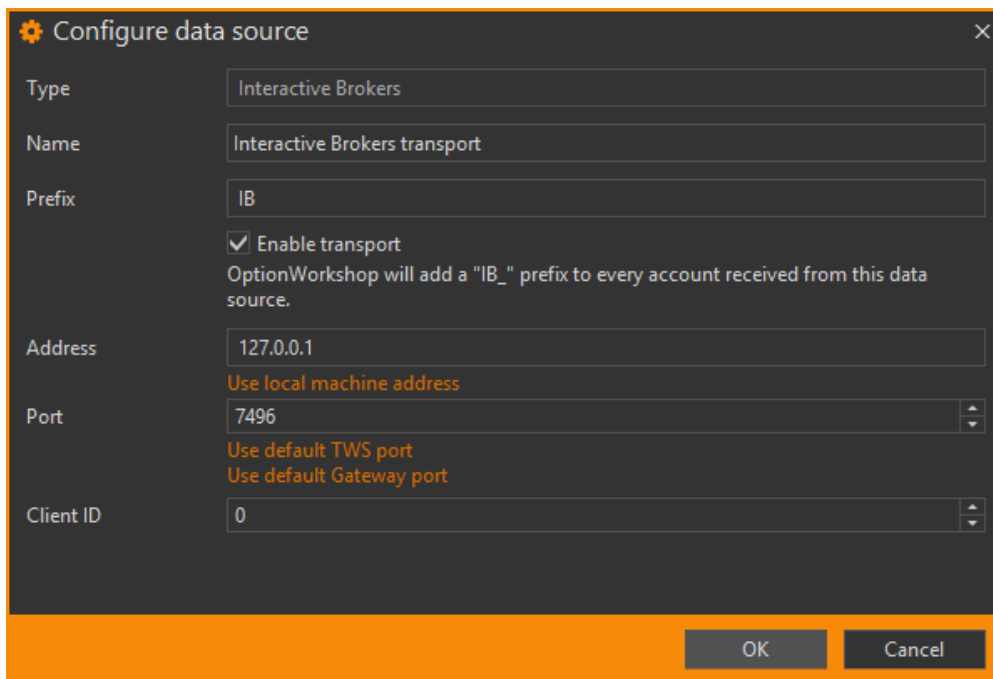 Configure data source
Type
Interactive Brokers
Name
Interactive Brokers transport
Prefix
IB
Enable transport
OptionWorkshop will add a "IB_" prefix to every account received from this data
source.
Address
127.0.0.1
Use local machine address
Port
7496
Use default TWS port
Use default Gateway port
Client ID
0
OK
Cancel